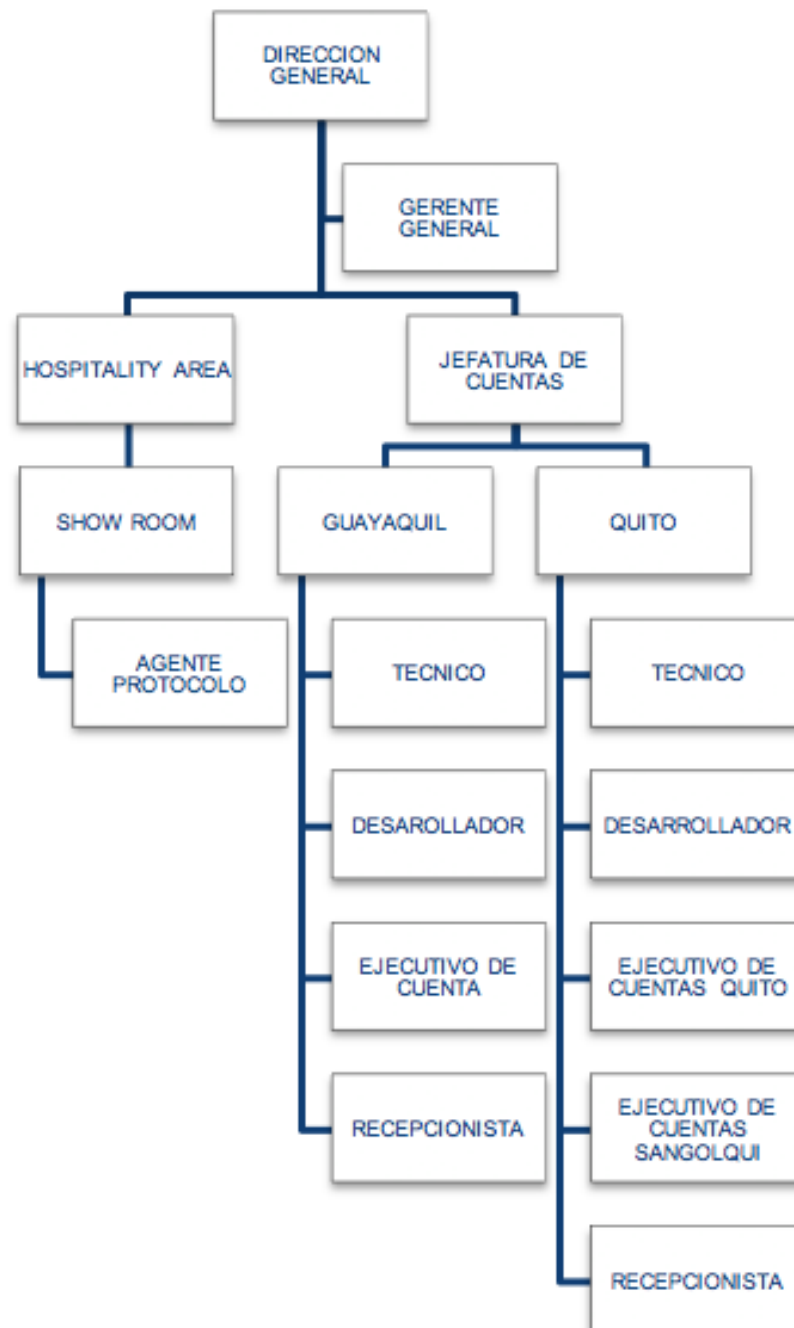 DIRECCION
GENERAL
GERENTE
GENERAL
HOSPITALITY AREA
JEFATURA DE
CUENTAS
SHOW ROOM
GUAYAQUIL
QUITO
AGENTE
PROTOCOLO
TECNICO
TECNICO
DESAROLLADOR
DESARROLLADOR
EJECUTIVO DE
CUENTA
EJECUTIVO DE
CUENTAS QUITO
RECEPCIONISTA
EJECUTIVO DE
CUENTAS
SANGOLQUI
RECEPCIONISTA